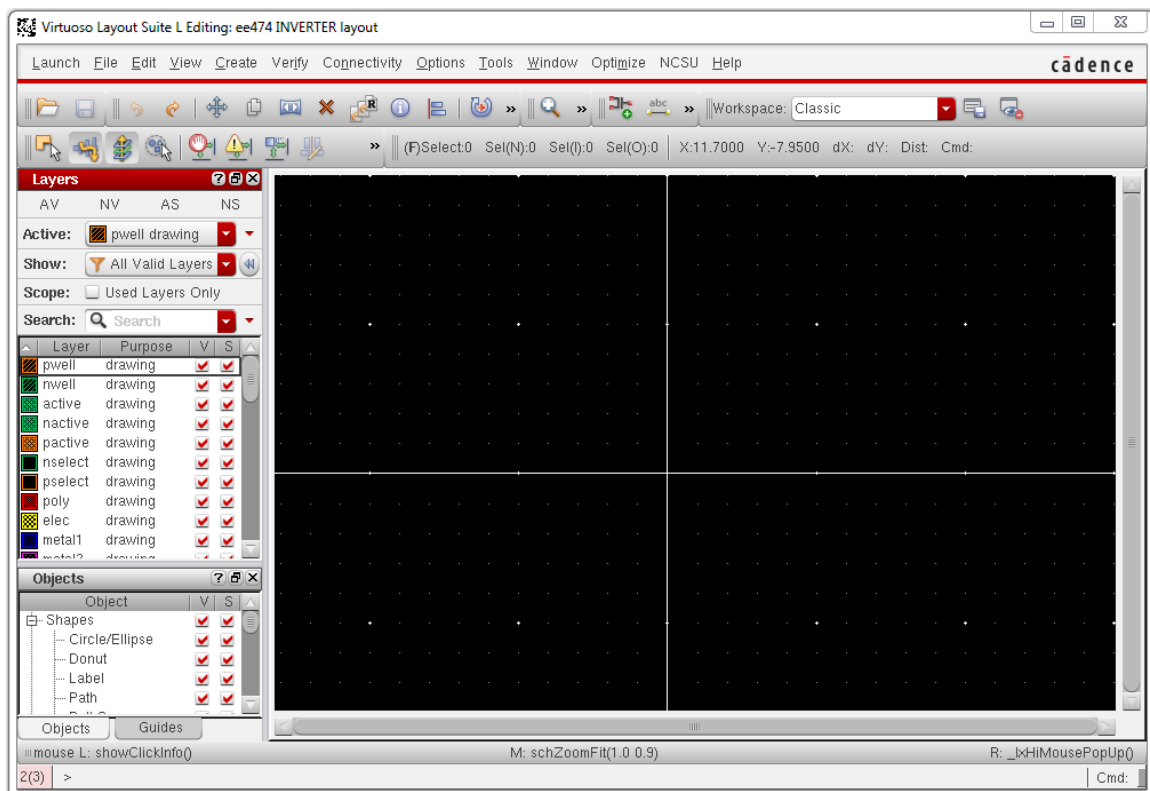 Virtuoso Layout Suite L Editing: ee474 INVERTER layout
Launch File Edit View Create Verify Connectivity Options Tools Window Optimize NCSU Help cādence
R abc » Workspace: Classic
» (F)Select:0 Sel(N):0 Sel(I):0 Sel(O):0 X:11.7000 Y:-7.9500 dX: dY: Dist: Cmd:
Layers
AV NV AS NS
Active: pwell drawing
Show: All Valid Layers
Scope: Used Layers Only
Search: Search
Layer Purpose V S
pwell drawing
nwell drawing
active drawing
nactive drawing
pactive drawing
nselect drawing
pselect drawing
poly drawing
elec drawing
metal1 drawing
Objects
Object V S
Shapes
Circle/Ellipse
Donut
Label
Path
Objects Guides
mouse L: showClickInfo() M: schZoomFit(1.0 0.9) R: _lxHiMousePopUp()
2(3) > Cmd: